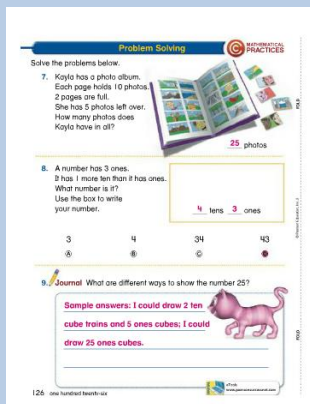 Problem Solving
MATHEMATICAL
PRACTICES
Solve the problems below.
7. Kayla has a photo album.
Each page holds 10 photos.
2 pages are full.
She has 5 photos left over.
How many photos does
Kayla have in all?
25 photos
8. A number has 3 ones.
It has 1 more ten than it has ones.
What number is it?
Use the box to write
your number.
4 tens 3 ones
3 4 34 43
A B C
9. Journal What are different ways to show the number 25?
Sample answers: I could draw 2 ten
cube trains and 5 ones cubes; I could
draw 25 ones cubes.
126 one hundred twenty-six